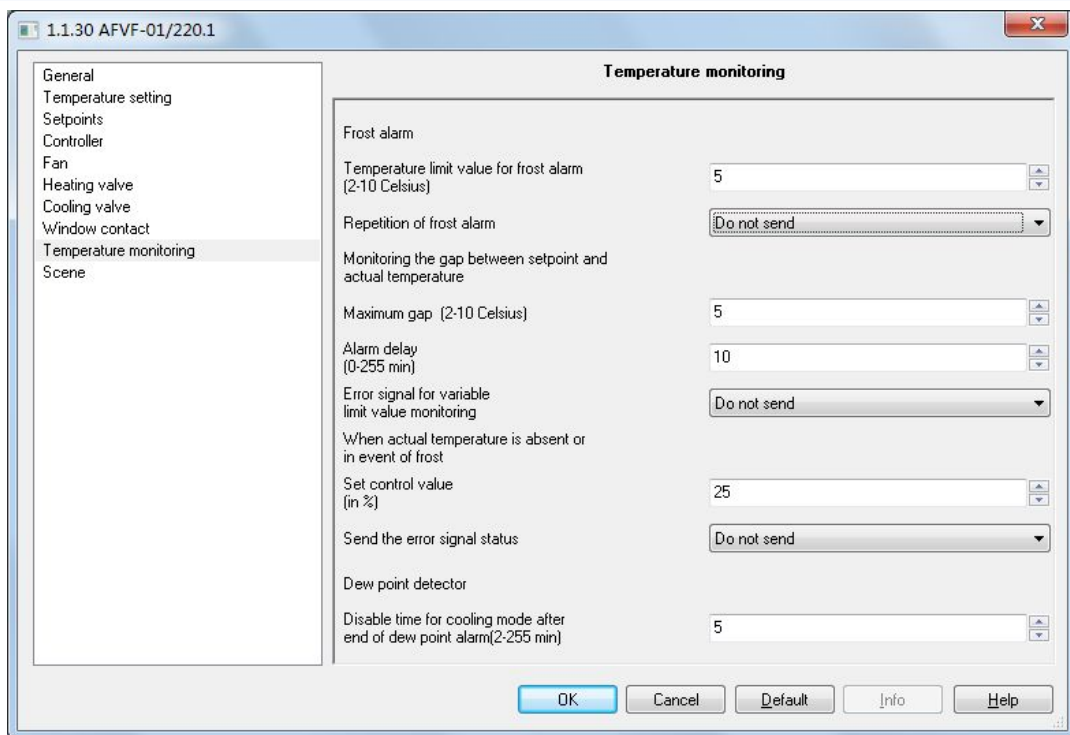 1.1.30 AFVF-01/220.1
General
Temperature setting
Setpoints
Controller
Fan
Heating valve
Cooling valve
Window contact
Temperature monitoring
Scene
Temperature monitoring
Frost alarm
Temperature limit value for frost alarm
(2-10 Celsius)
5
Repetition of frost alarm
Do not send
Monitoring the gap between setpoint and
actual temperature
Maximum gap (2-10 Celsius)
5
Alarm delay
(0-255 min)
10
Error signal for variable
limit value monitoring
Do not send
When actual temperature is absent or
in event of frost
Set control value
(in %)
25
Send the error signal status
Do not send
Dew point detector
Disable time for cooling mode after
end of dew point alarm(2-255 min)
5
OK
Cancel
Default
Info
Help